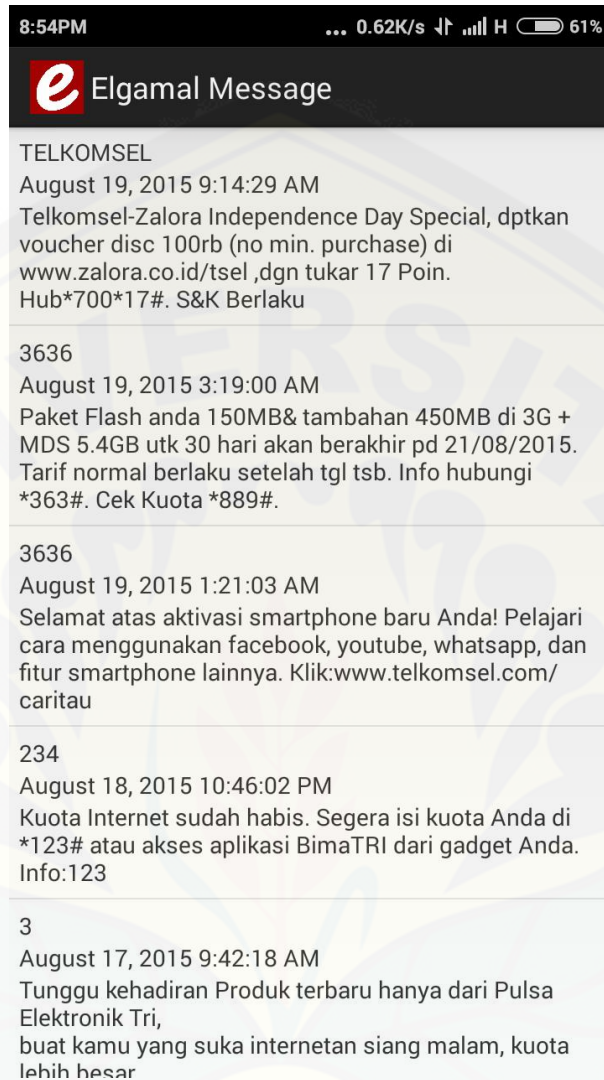 8:54PM
... 0.62K/s H 61%
e Elgamal Message
TELKOMSEL
August 19, 2015 9:14:29 AM
Telkomsel-Zalora Independence Day Special, dptkan
voucher disc 100rb (no min. purchase) di
www.zalora.co.id/tsel ,dgn tukar 17 Poin.
Hub*700*17#. S&K Berlaku
3636
August 19, 2015 3:19:00 AM
Paket Flash anda 150MB& tambahan 450MB di 3G +
MDS 5.4GB utk 30 hari akan berakhir pd 21/08/2015.
Tarif normal berlaku setelah tgl tsb. Info hubungi
*363#. Cek Kuota *889#.
3636
August 19, 2015 1:21:03 AM
Selamat atas aktivasi smartphone baru Anda! Pelajari
cara menggunakan facebook, youtube, whatsapp, dan
fitur smartphone lainnya. Klik:www.telkomsel.com/
caritau
234
August 18, 2015 10:46:02 PM
Kuota Internet sudah habis. Segera isi kuota Anda di
*123# atau akses aplikasi BimaTRI dari gadget Anda.
Info:123
3
August 17, 2015 9:42:18 AM
Tunggu kehadiran Produk terbaru hanya dari Pulsa
Elektronik Tri,
buat kamu yang suka internetan siang malam, kuota
lebih besar